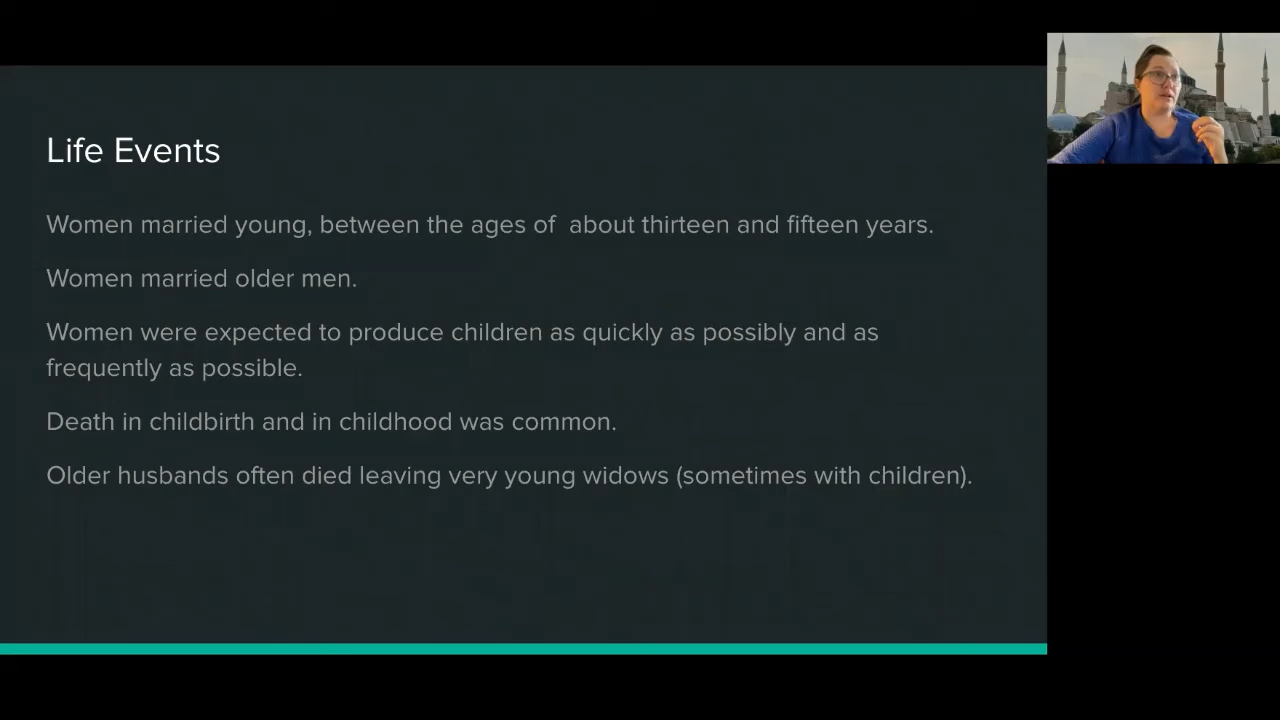 Life Events
Women married young, between the ages of  about thirteen and fifteen years.
Women married older men.
Women were expected to produce children as quickly as possibly and as
frequently as possible.
Death in childbirth and in childhood was common.
Older husbands often died leaving very young widows (sometimes with children).